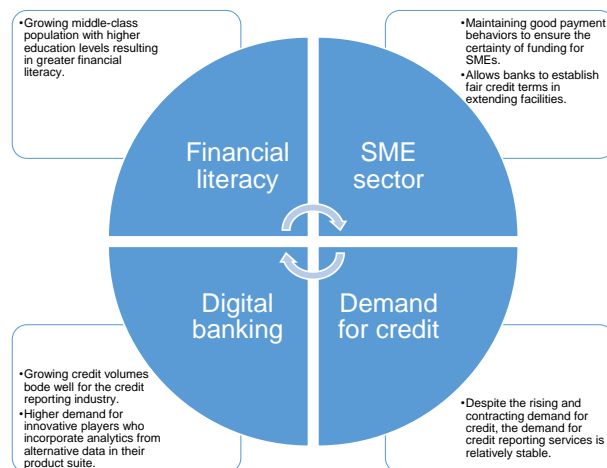 •Growing middle-class
population with higher
education levels resulting
in greater financial
literacy.
•Maintaining good payment
behaviors to ensure the
certainty of funding for
SMEs.
•Allows banks to establish
fair credit terms in
extending facilities.
Financial
literacy
SME
sector
Digital
banking
Demand
for credit
•Growing credit volumes
bode well for the credit
reporting industry.
•Higher demand for
innovative players who
incorporate analytics from
alternative data in their
product suite.
•Despite the rising and
contracting demand for
credit, the demand for
credit reporting services is
relatively stable.